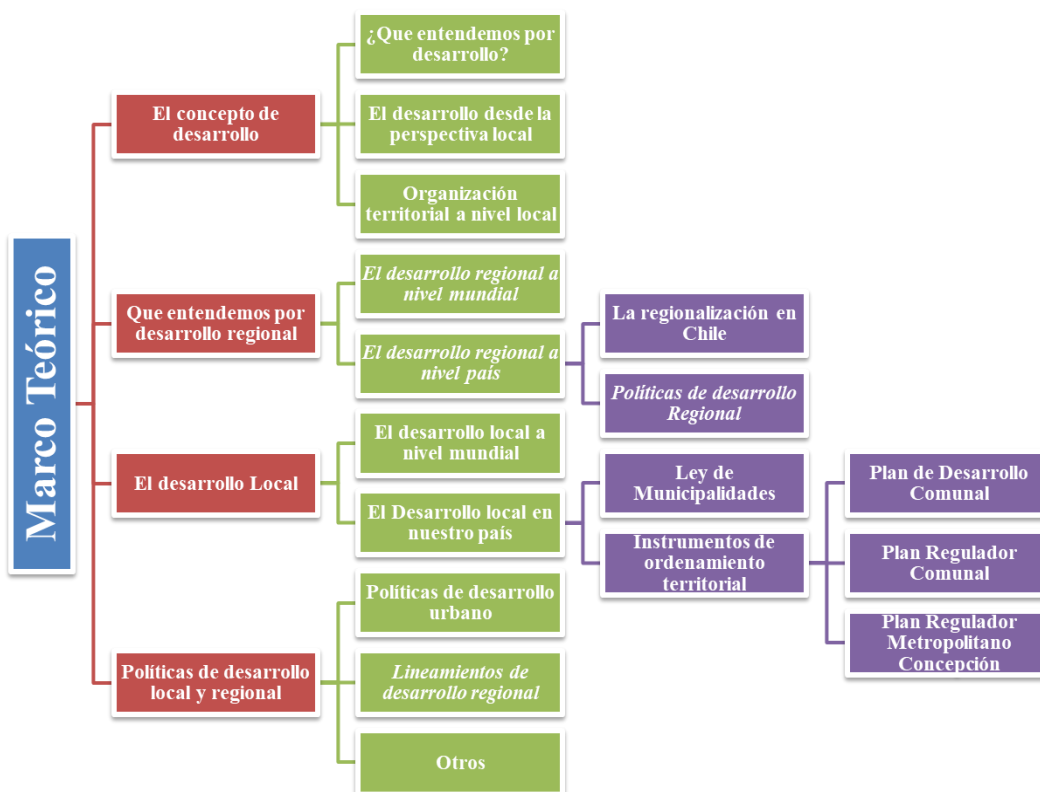 Marco Teórico
El concepto de
desarrollo
¿Que entendemos por
desarrollo?
El desarrollo desde la
perspectiva local
Organización
territorial a nivel local
Que entendemos por
desarrollo regional
El desarrollo regional a
nivel mundial
El desarrollo regional a
nivel país
La regionalización en
Chile
Políticas de desarrollo
Regional
El desarrollo Local
El desarrollo local a
nivel mundial
El Desarrollo local en
nuestro país
Ley de
Municipalidades
Instrumentos de
ordenamiento
territorial
Plan de Desarrollo
Comunal
Plan Regulador
Comunal
Plan Regulador
Metropolitano
Concepción
Políticas de desarrollo
local y regional
Políticas de desarrollo
urbano
Lineamientos de
desarrollo regional
Otros